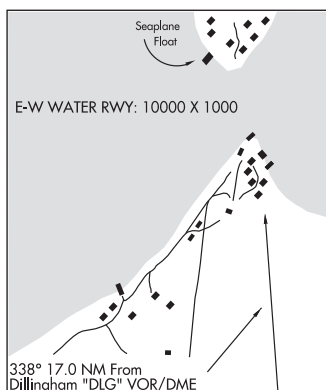 Seaplane
Float
E-W WATER RWY: 10000 X 1000
338° 17.0 NM From
Dillingham "DLG" VOR/DME